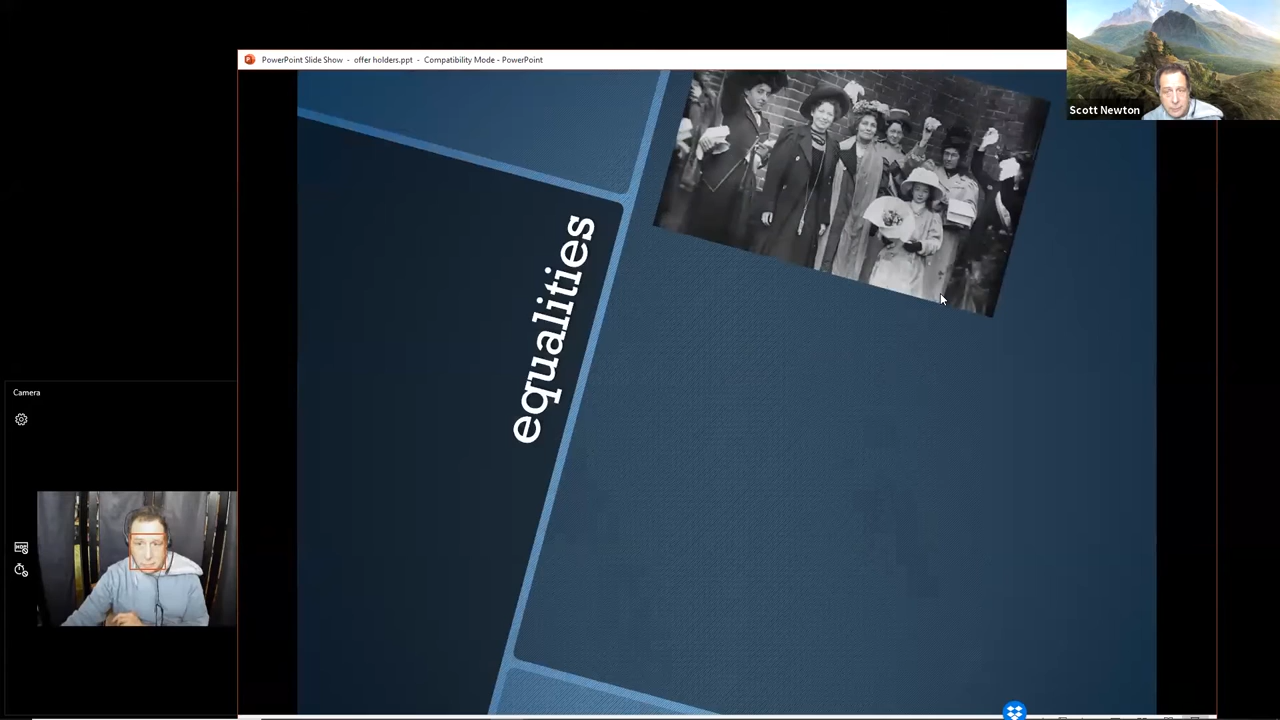 PowerPoint Slide Show - offer holders.ppt - Compatibility Mode - PowerPoint
Scott Newton
equalities
Camera